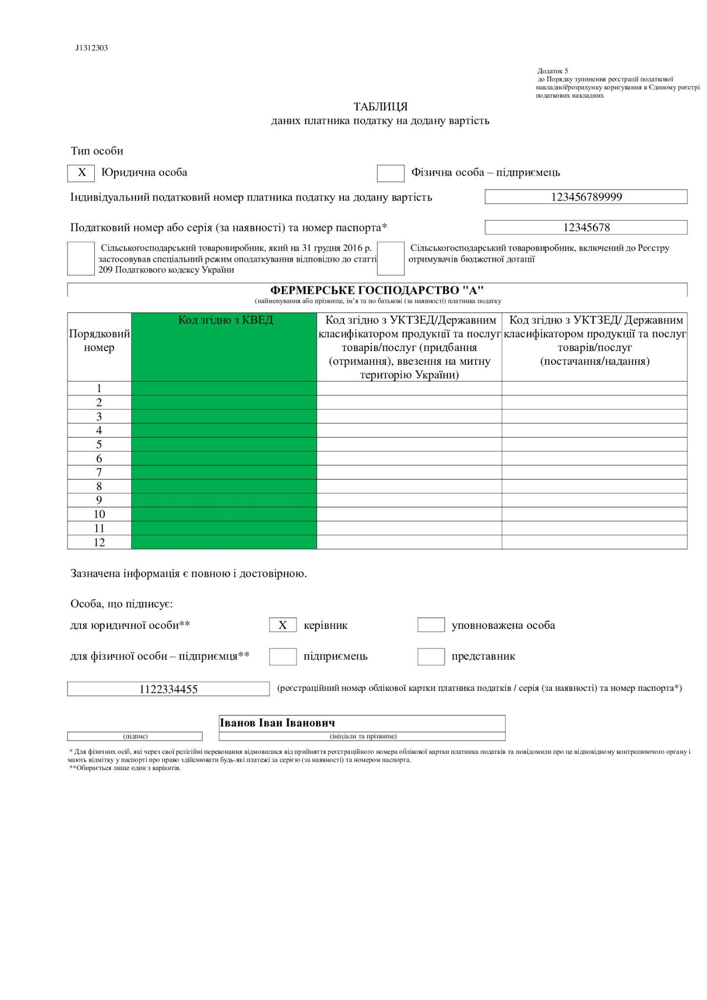 J1312303
Додаток 5
до Порядку зупинення реєстрації податкової
накладної/розрахунку коригування в Єдиному реєстрі
податкових накладних
ТАБЛИЦЯ
даних платника податку на додану вартість
Тип особи
X Юридична особа Фізична особа – підприємець
Індивідуальний податковий номер платника податку на додану вартість 123456789999
Податковий номер або серія (за наявності) та номер паспорта* 12345678
Сільськогосподарський товаровиробник, який на 31 грудня 2016 р.
застосовував спеціальний режим оподаткування відповідно до статті
209 Податкового кодексу України
Сільськогосподарський товаровиробник, включений до Реєстру
отримувачів бюджетної дотації
ФЕРМЕРСЬКЕ ГОСПОДАРСТВО "А"
(найменування або прізвище, ім’я та по батькові (за наявності) платника податку
Порядковий
номер
Код згідно з КВЕД
Код згідно з УКТЗЕД/Державним
класифікатором продукції та послуг
товарів/послуг (придбання
(отримання), ввезення на митну
територію України)
Код згідно з УКТЗЕД/ Державним
класифікатором продукції та послуг
товарів/послуг
(постачання/надання)
1
2
3
4
5
6
7
8
9
10
11
12
Зазначена інформація є повною і достовірною.
Особа, що підписує:
для юридичної особи** X керівник уповноважена особа
для фізичної особи – підприємця** підприємець представник
1122334455 (реєстраційний номер облікової картки платника податків / серія (за наявності) та номер паспорта*)
Іванов Іван Іванович
(підпис) (ініціали та прізвище)
* Для фізичних осіб, які через свої релігійні переконання відмовилися від прийняття реєстраційного номера облікової картки платника податків та повідомили про це відповідному контролюючого органу і
мають відмітку у паспорті про право здійснювати будь-які платежі за серією (за наявності) та номером паспорта.
**Обирається лише один з варіантів.